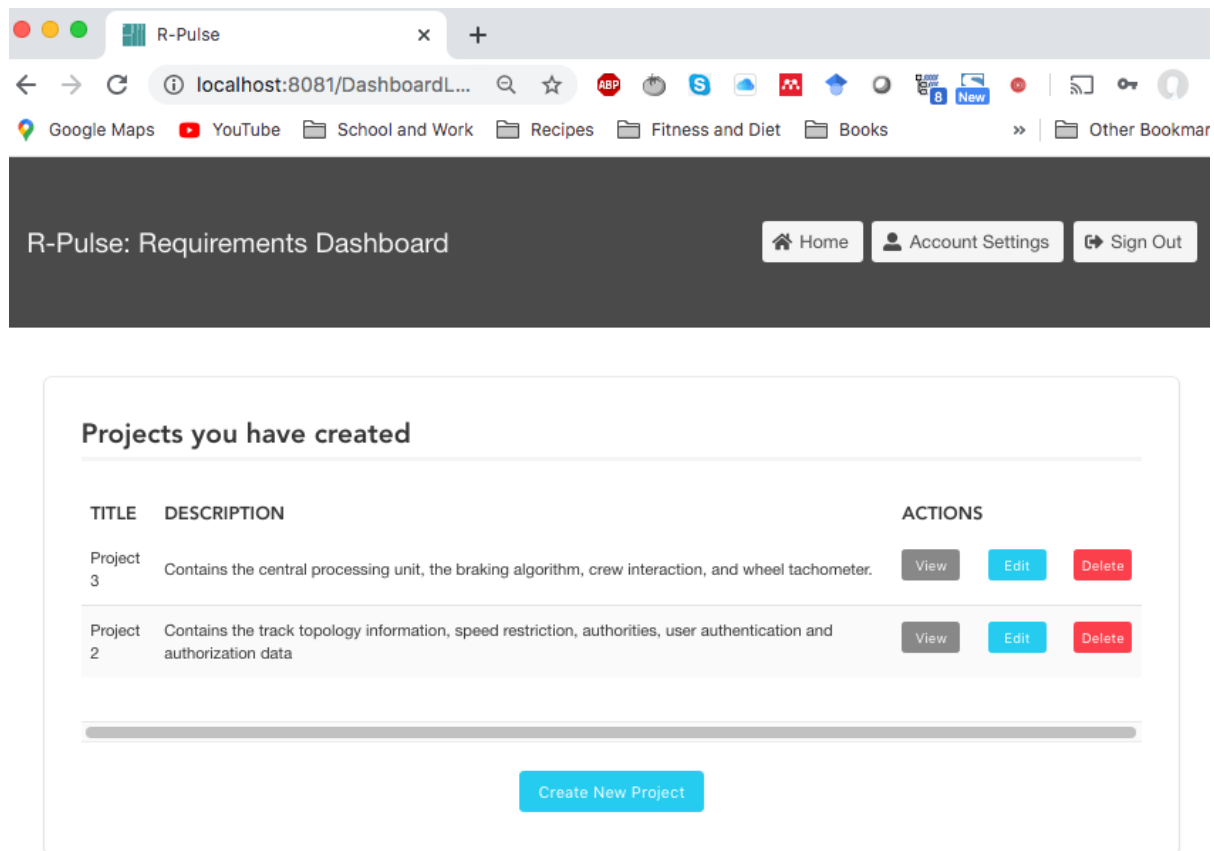 R-Pulse
localhost:8081/DashboardL...
ABP
S
8
New
Google Maps YouTube School and Work Recipes Fitness and Diet Books » Other Bookmar
R-Pulse: Requirements Dashboard Home Account Settings Sign Out
Projects you have created
TITLE DESCRIPTION ACTIONS
Project
3
Contains the central processing unit, the braking algorithm, crew interaction, and wheel tachometer.
View Edit Delete
Project
2
Contains the track topology information, speed restriction, authorities, user authentication and
authorization data
View Edit Delete
Create New Project